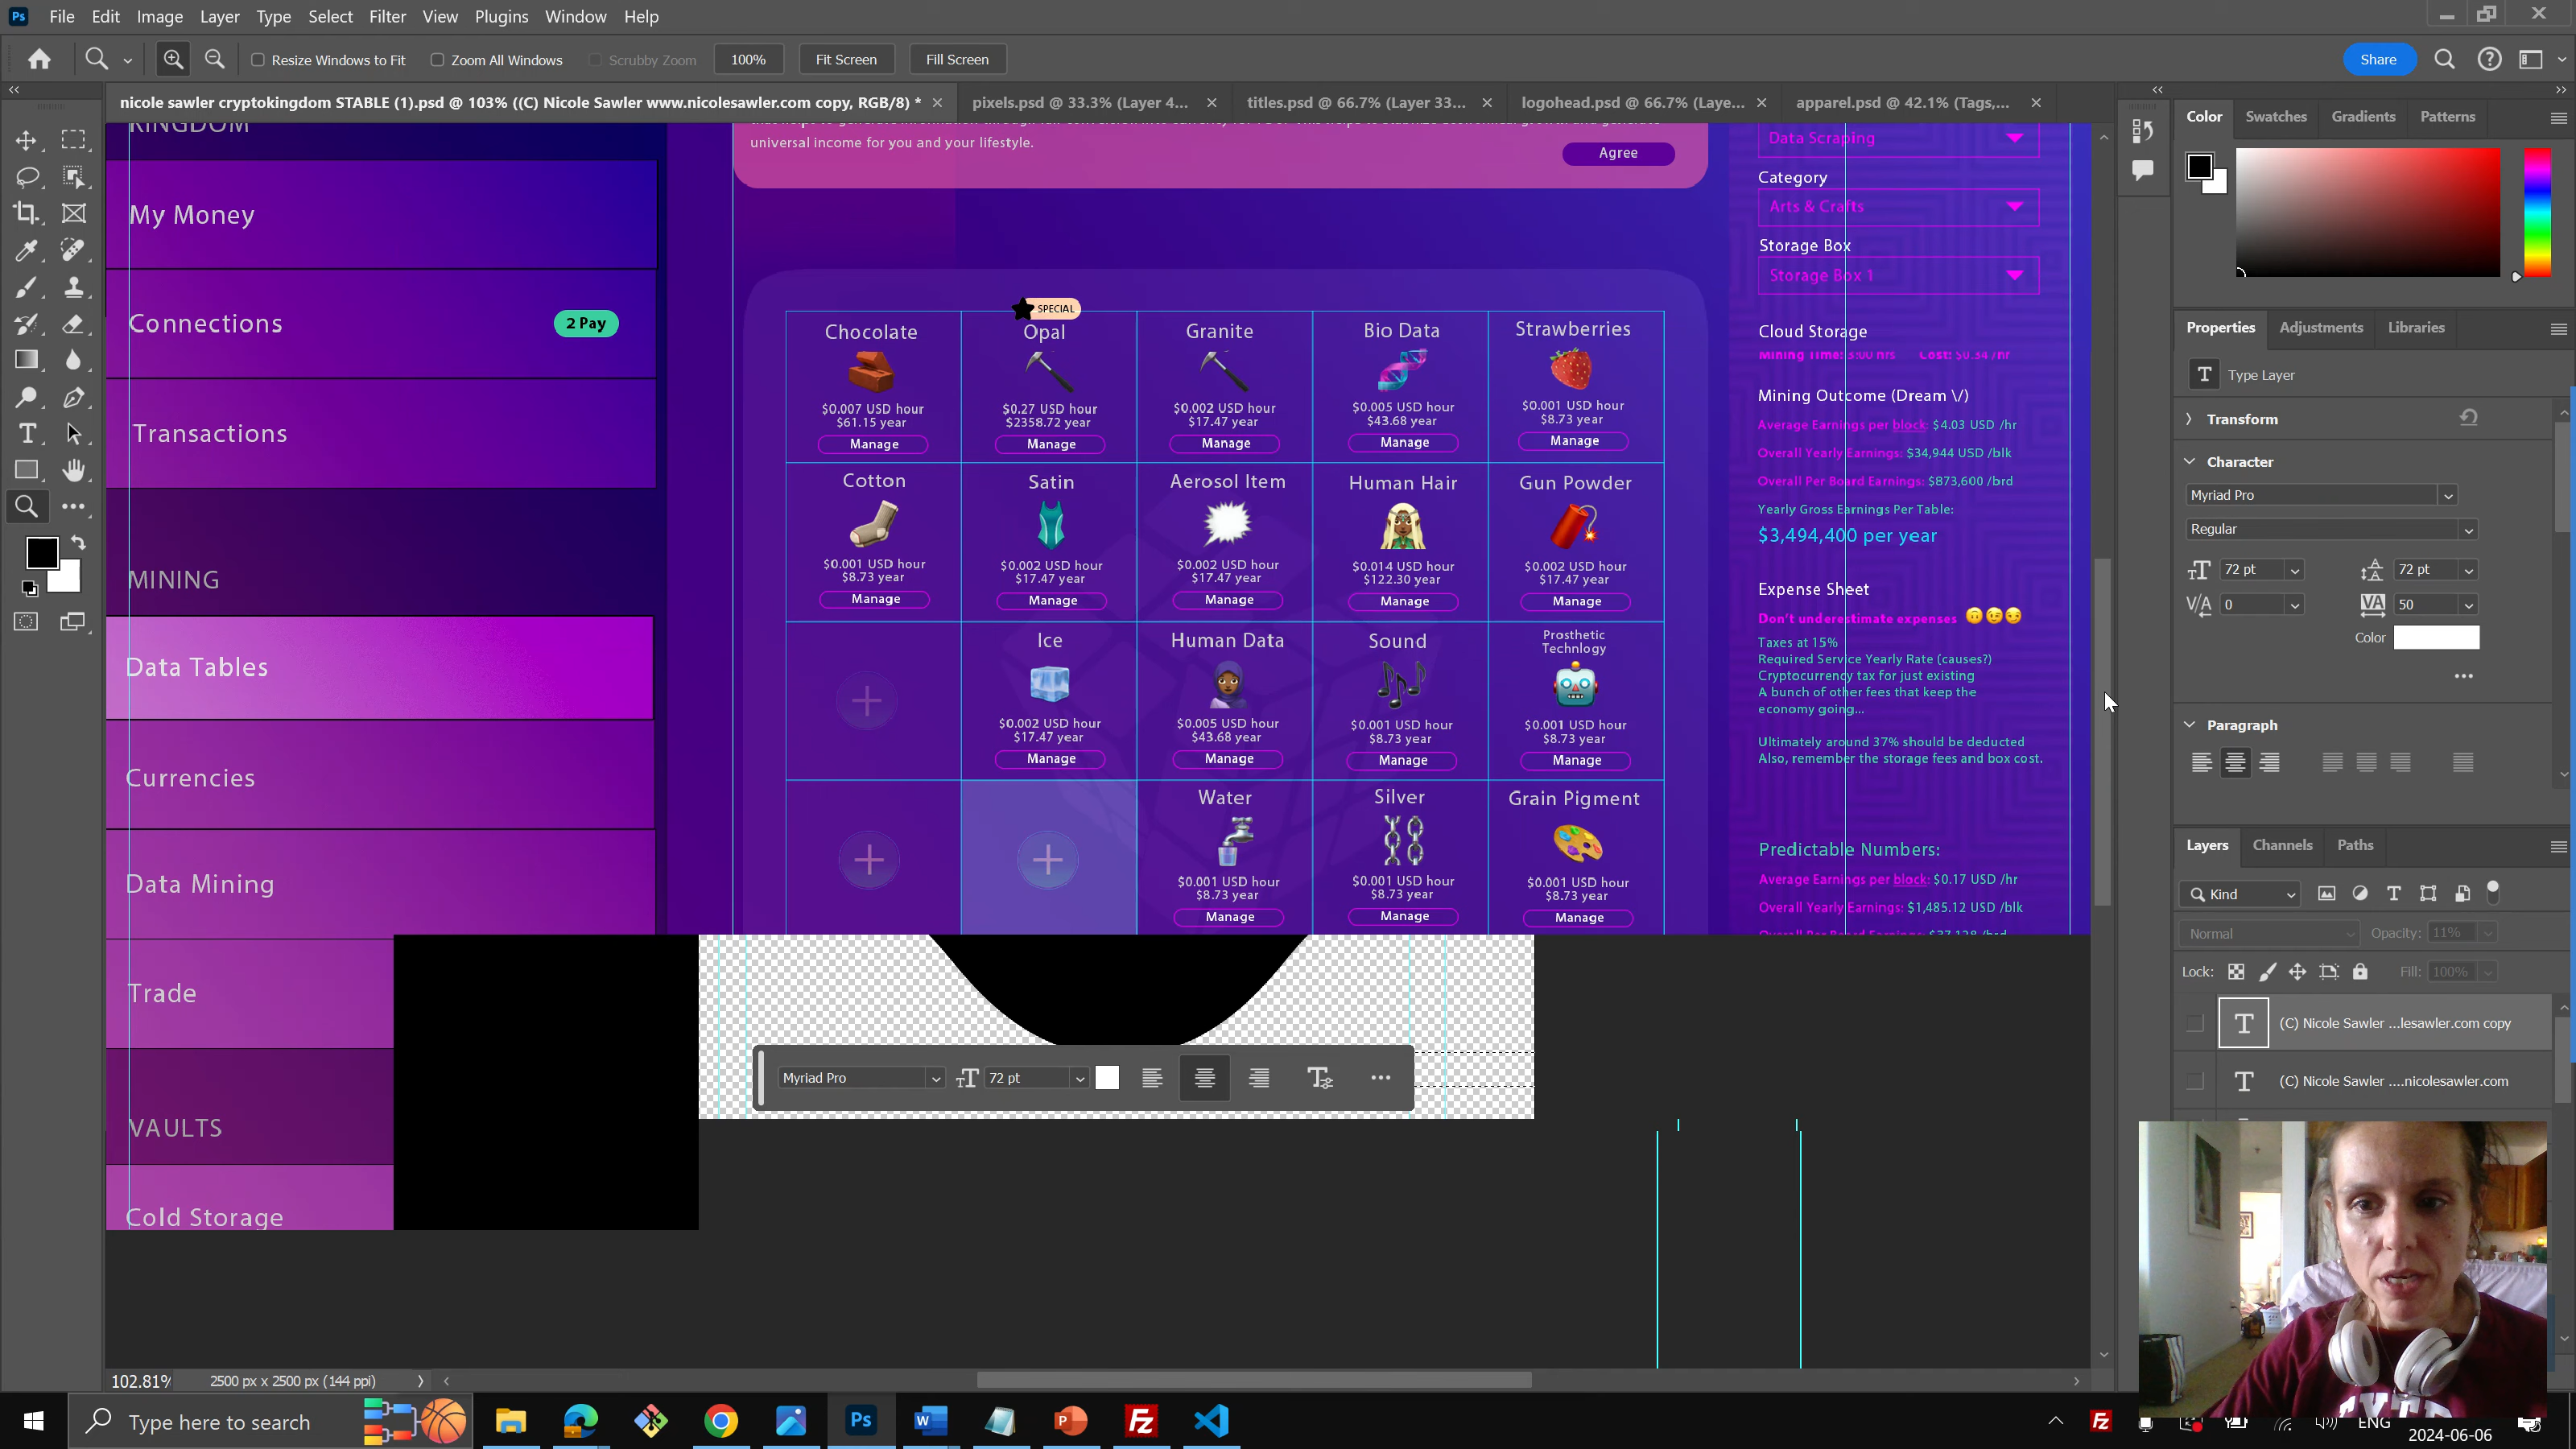 Ps File Edit Image Layer Type Select Filter View Plugins Window Help
Resize Windows to Fit Zoom All Windows Scrubby Zoom 100% Fit Screen Fill Screen Share
nicole sawler cryptokingdom STABLE (1).psd @ 103% ((C) Nicole Sawler www.nicolesawler.com copy, RGB/8) *
pixels.psd @ 33.3% (Layer 4...
titles.psd @ 66.7% (Layer 33...
logohead.psd @ 66.7% (Laye...
apparel.psd @ 42.1% (Tags,...
KINGDOM
My Money
Connections
2 Pay
Transactions
MINING
Data Tables
Currencies
Data Mining
Trade
VAULTS
Cold Storage
universal income for you and your lifestyle.
Agree
SPECIAL
Chocolate
$0.007 USD hour
$61.15 year
Manage
Opal
$0.27 USD hour
$2358.72 year
Manage
Granite
$0.002 USD hour
$17.47 year
Manage
Bio Data
$0.005 USD hour
$43.68 year
Manage
Strawberries
$0.001 USD hour
$8.73 year
Manage
Cotton
$0.001 USD hour
$8.73 year
Manage
Satin
$0.002 USD hour
$17.47 year
Manage
Aerosol Item
$0.002 USD hour
$17.47 year
Manage
Human Hair
$0.014 USD hour
$122.30 year
Manage
Gun Powder
$0.002 USD hour
$17.47 year
Manage
Ice
$0.002 USD hour
$17.47 year
Manage
Human Data
$0.005 USD hour
$43.68 year
Manage
Sound
$0.001 USD hour
$8.73 year
Manage
Prosthetic
Technlogy
$0.001 USD hour
$8.73 year
Manage
Water
$0.001 USD hour
$8.73 year
Manage
Silver
$0.001 USD hour
$8.73 year
Manage
Grain Pigment
$0.001 USD hour
$8.73 year
Manage
Data Scraping
Category
Arts & Crafts
Storage Box
Storage Box 1
Cloud Storage
Mining Time: 3:00 hrs Cost: $0.34 /hr
Mining Outcome (Dream \/)
Average Earnings per block: $4.03 USD /hr
Overall Yearly Earnings: $34,944 USD /blk
Overall Per Board Earnings: $873,600 /brd
Yearly Gross Earnings Per Table:
$3,494,400 per year
Expense Sheet
Don't underestimate expenses
Taxes at 15%
Required Service Yearly Rate (causes?)
Cryptocurrency tax for just existing
A bunch of other fees that keep the
economy going...
Ultimately around 37% should be deducted
Also, remember the storage fees and box cost.
Predictable Numbers:
Average Earnings per block: $0.17 USD /hr
Overall Yearly Earnings: $1,485.12 USD /blk
Overall Per Board Earnings: $37,128 /brd
Myriad Pro 72 pt
102.81% 2500 px x 2500 px (144 ppi)
Color Swatches Gradients Patterns
Properties Adjustments Libraries
T Type Layer
Transform
Character
Myriad Pro
Regular
72 pt 72 pt
0 50
Color
Paragraph
Layers Channels Paths
Kind
Normal Opacity: 11%
Lock: Fill: 100%
T (C) Nicole Sawler ...lesawler.com copy
T (C) Nicole Sawler ....nicolesawler.com
Type here to search
ENG
2024-06-06